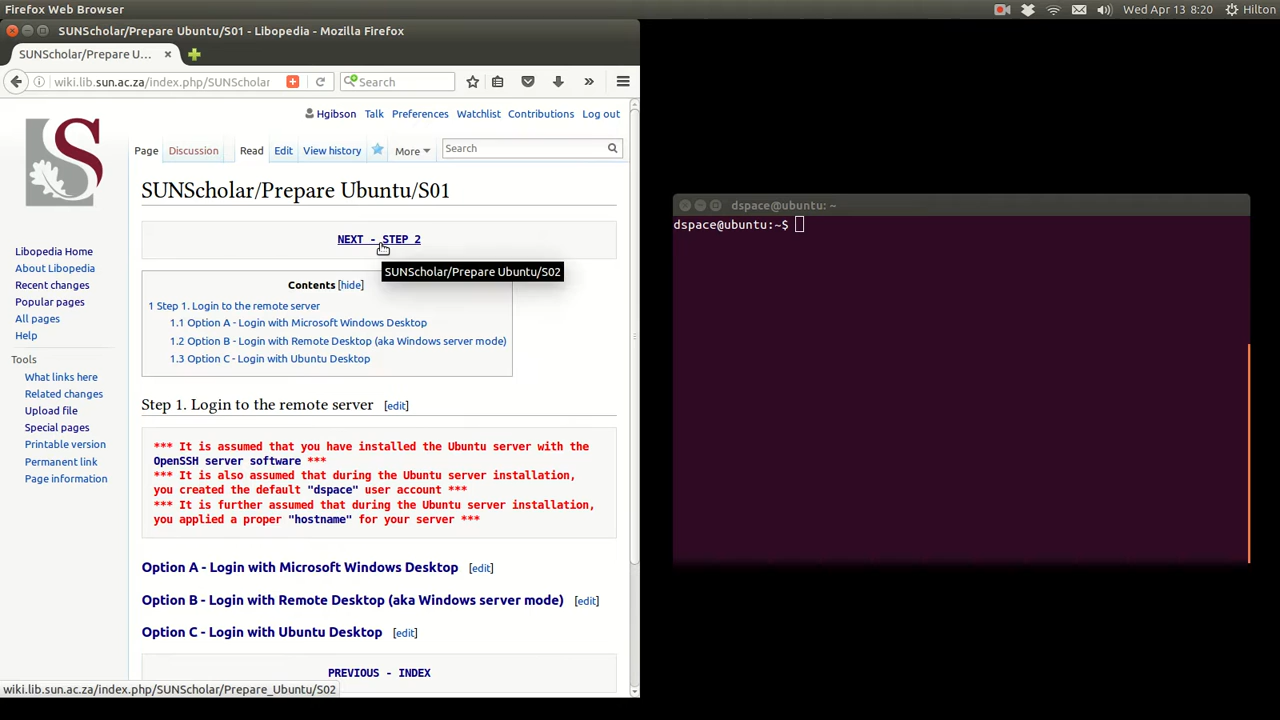 Firefox Web Browser
Wed Apr 13 8:20 Hilton
SUNScholar/Prepare Ubuntu/S01 - Libopedia - Mozilla Firefox
SUNScholar/Prepare U...
wiki.lib.sun.ac.za/index.php/SUNScholar
Search
Hgibson Talk Preferences Watchlist Contributions Log out
Page Discussion Read Edit View history More Search
SUNScholar/Prepare Ubuntu/S01
NEXT - STEP 2
SUNScholar/Prepare Ubuntu/S02
Libopedia Home
About Libopedia
Recent changes
Popular pages
All pages
Help
Tools
What links here
Related changes
Upload file
Special pages
Printable version
Permanent link
Page information
Contents [hide]
1 Step 1. Login to the remote server
1.1 Option A - Login with Microsoft Windows Desktop
1.2 Option B - Login with Remote Desktop (aka Windows server mode)
1.3 Option C - Login with Ubuntu Desktop
Step 1. Login to the remote server [edit]
*** It is assumed that you have installed the Ubuntu server with the
OpenSSH server software ***
*** It is also assumed that during the Ubuntu server installation,
you created the default "dspace" user account ***
*** It is further assumed that during the Ubuntu server installation,
you applied a proper "hostname" for your server ***
Option A - Login with Microsoft Windows Desktop [edit]
Option B - Login with Remote Desktop (aka Windows server mode) [edit]
Option C - Login with Ubuntu Desktop [edit]
PREVIOUS - INDEX
wiki.lib.sun.ac.za/index.php/SUNScholar/Prepare_Ubuntu/S02
dspace@ubuntu: ~
dspace@ubuntu:~$